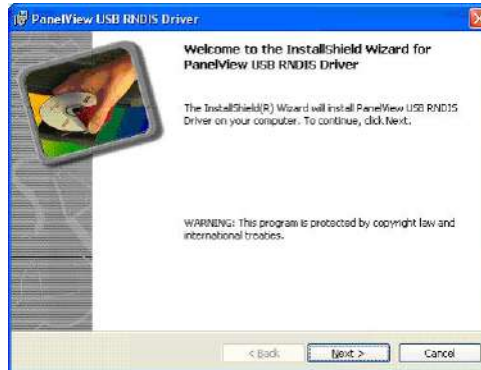 PanelView USB RNDIS Driver
Welcome to the InstallShield Wizard for
PanelView USB RNDIS Driver
The InstallShield(R) Wizard will install PanelView USB RNDIS
Driver on your computer. To continue, click Next.
WARNING: This program is protected by copyright law and
international treaties.
< Back Next > Cancel